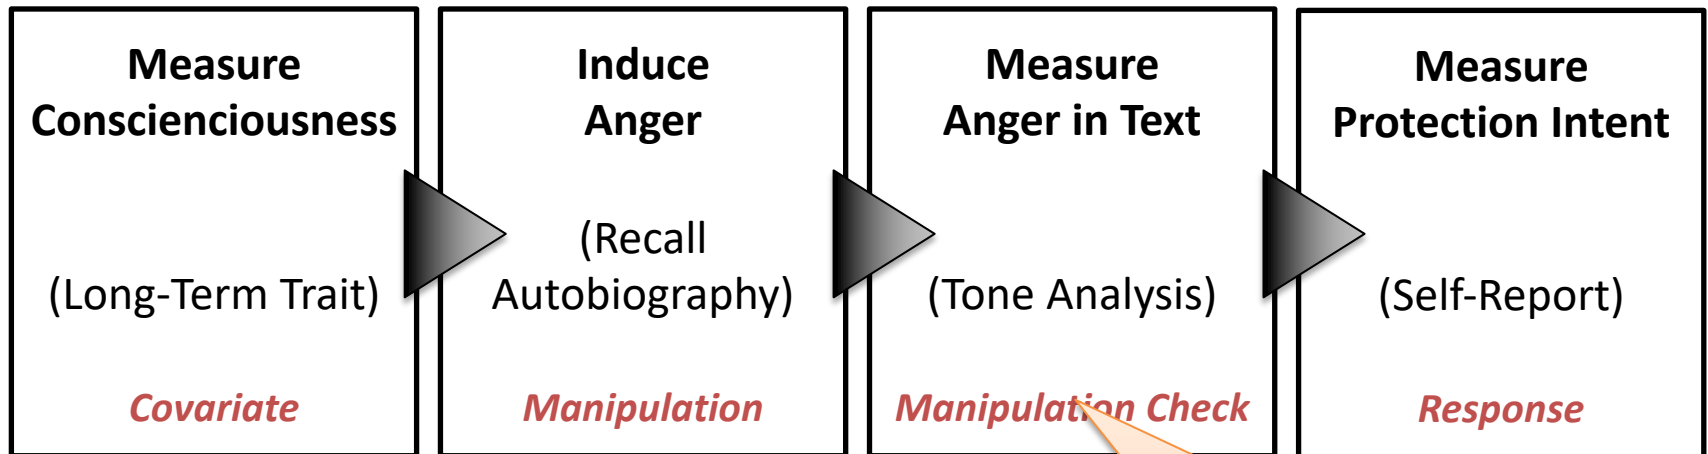 Measure
Conscienciousness
(Long-Term Trait)
Covariate
Induce
Anger
(Recall
Autobiography)
Manipulation
Measure
Anger in Text
(Tone Analysis)
Manipulation Check
Measure
Protection Intent
(Self-Report)
Response